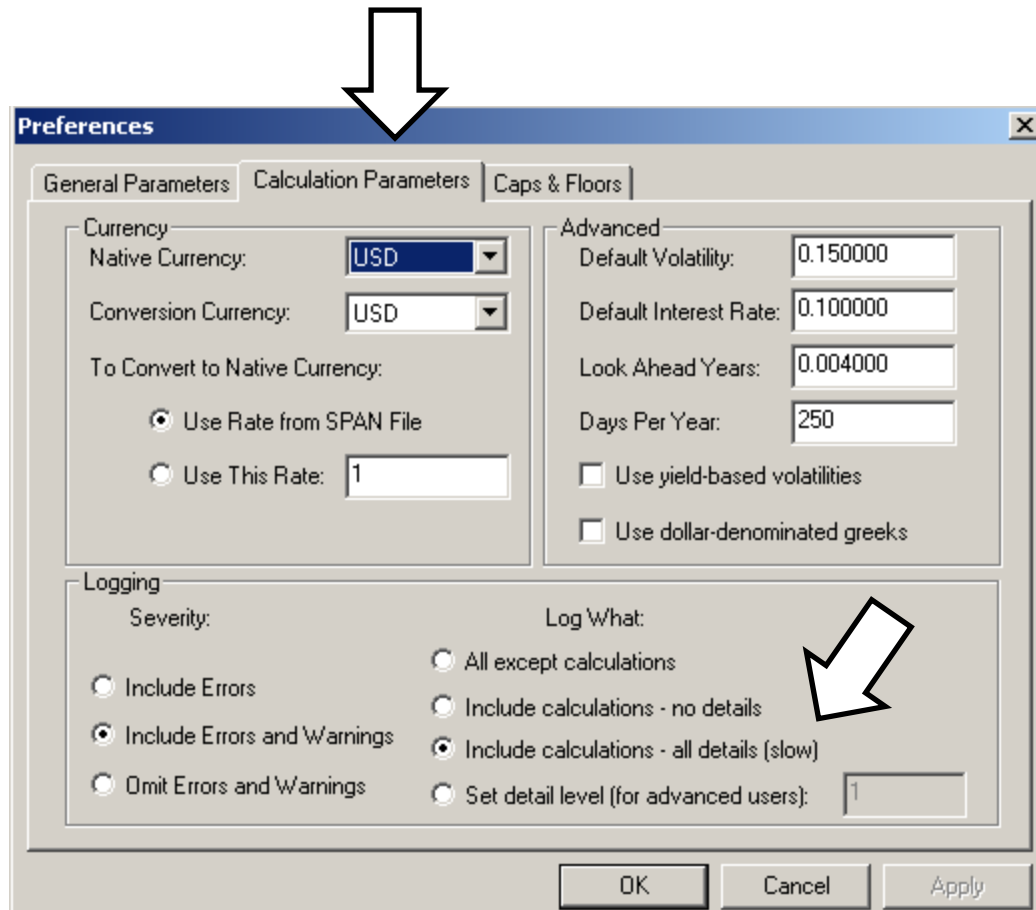 Preferences
General Parameters Calculation Parameters Caps & Floors
Currency
Native Currency: USD
Conversion Currency: USD
To Convert to Native Currency:
Use Rate from SPAN File
Use This Rate: 1
Advanced
Default Volatility: 0.150000
Default Interest Rate: 0.100000
Look Ahead Years: 0.004000
Days Per Year: 250
Use yield-based volatilities
Use dollar-denominated greeks
Logging
Severity:
Include Errors
Include Errors and Warnings
Omit Errors and Warnings
Log What:
All except calculations
Include calculations - no details
Include calculations - all details (slow)
Set detail level (for advanced users): 1
OK Cancel Apply